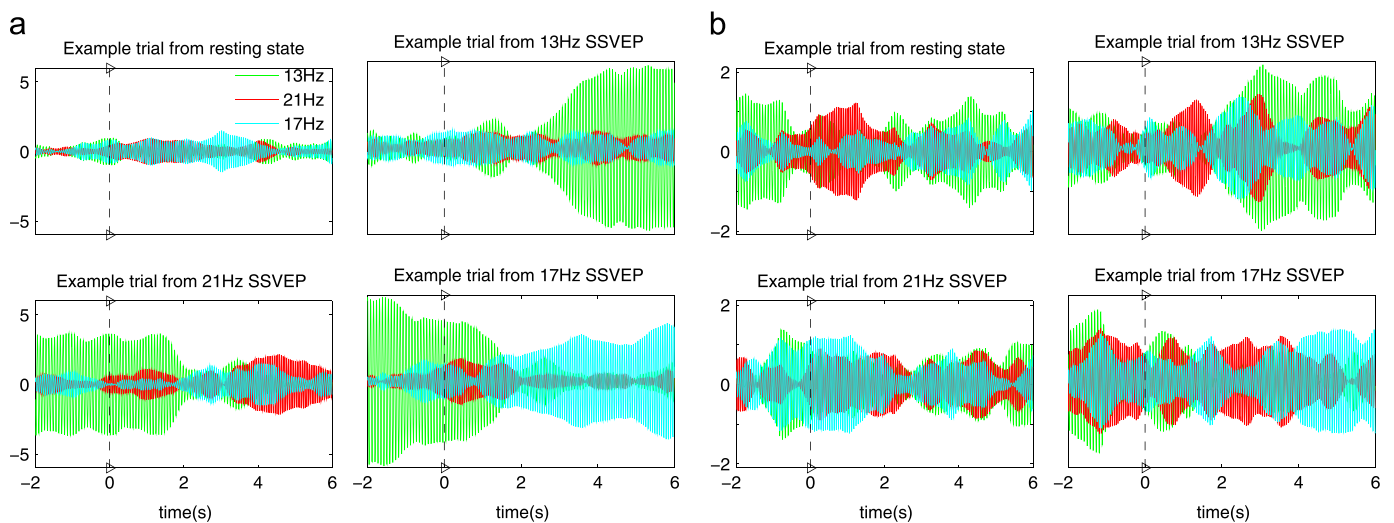 a
Example trial from resting state
5
0
−5
13Hz
21Hz
17Hz
Example trial from 13Hz SSVEP
Example trial from 21Hz SSVEP
5
0
−5
−2 0 2 4 6
time(s)
Example trial from 17Hz SSVEP
−2 0 2 4 6
time(s)
b
Example trial from resting state
2
0
−2
Example trial from 13Hz SSVEP
Example trial from 21Hz SSVEP
2
0
−2
−2 0 2 4 6
time(s)
Example trial from 17Hz SSVEP
−2 0 2 4 6
time(s)